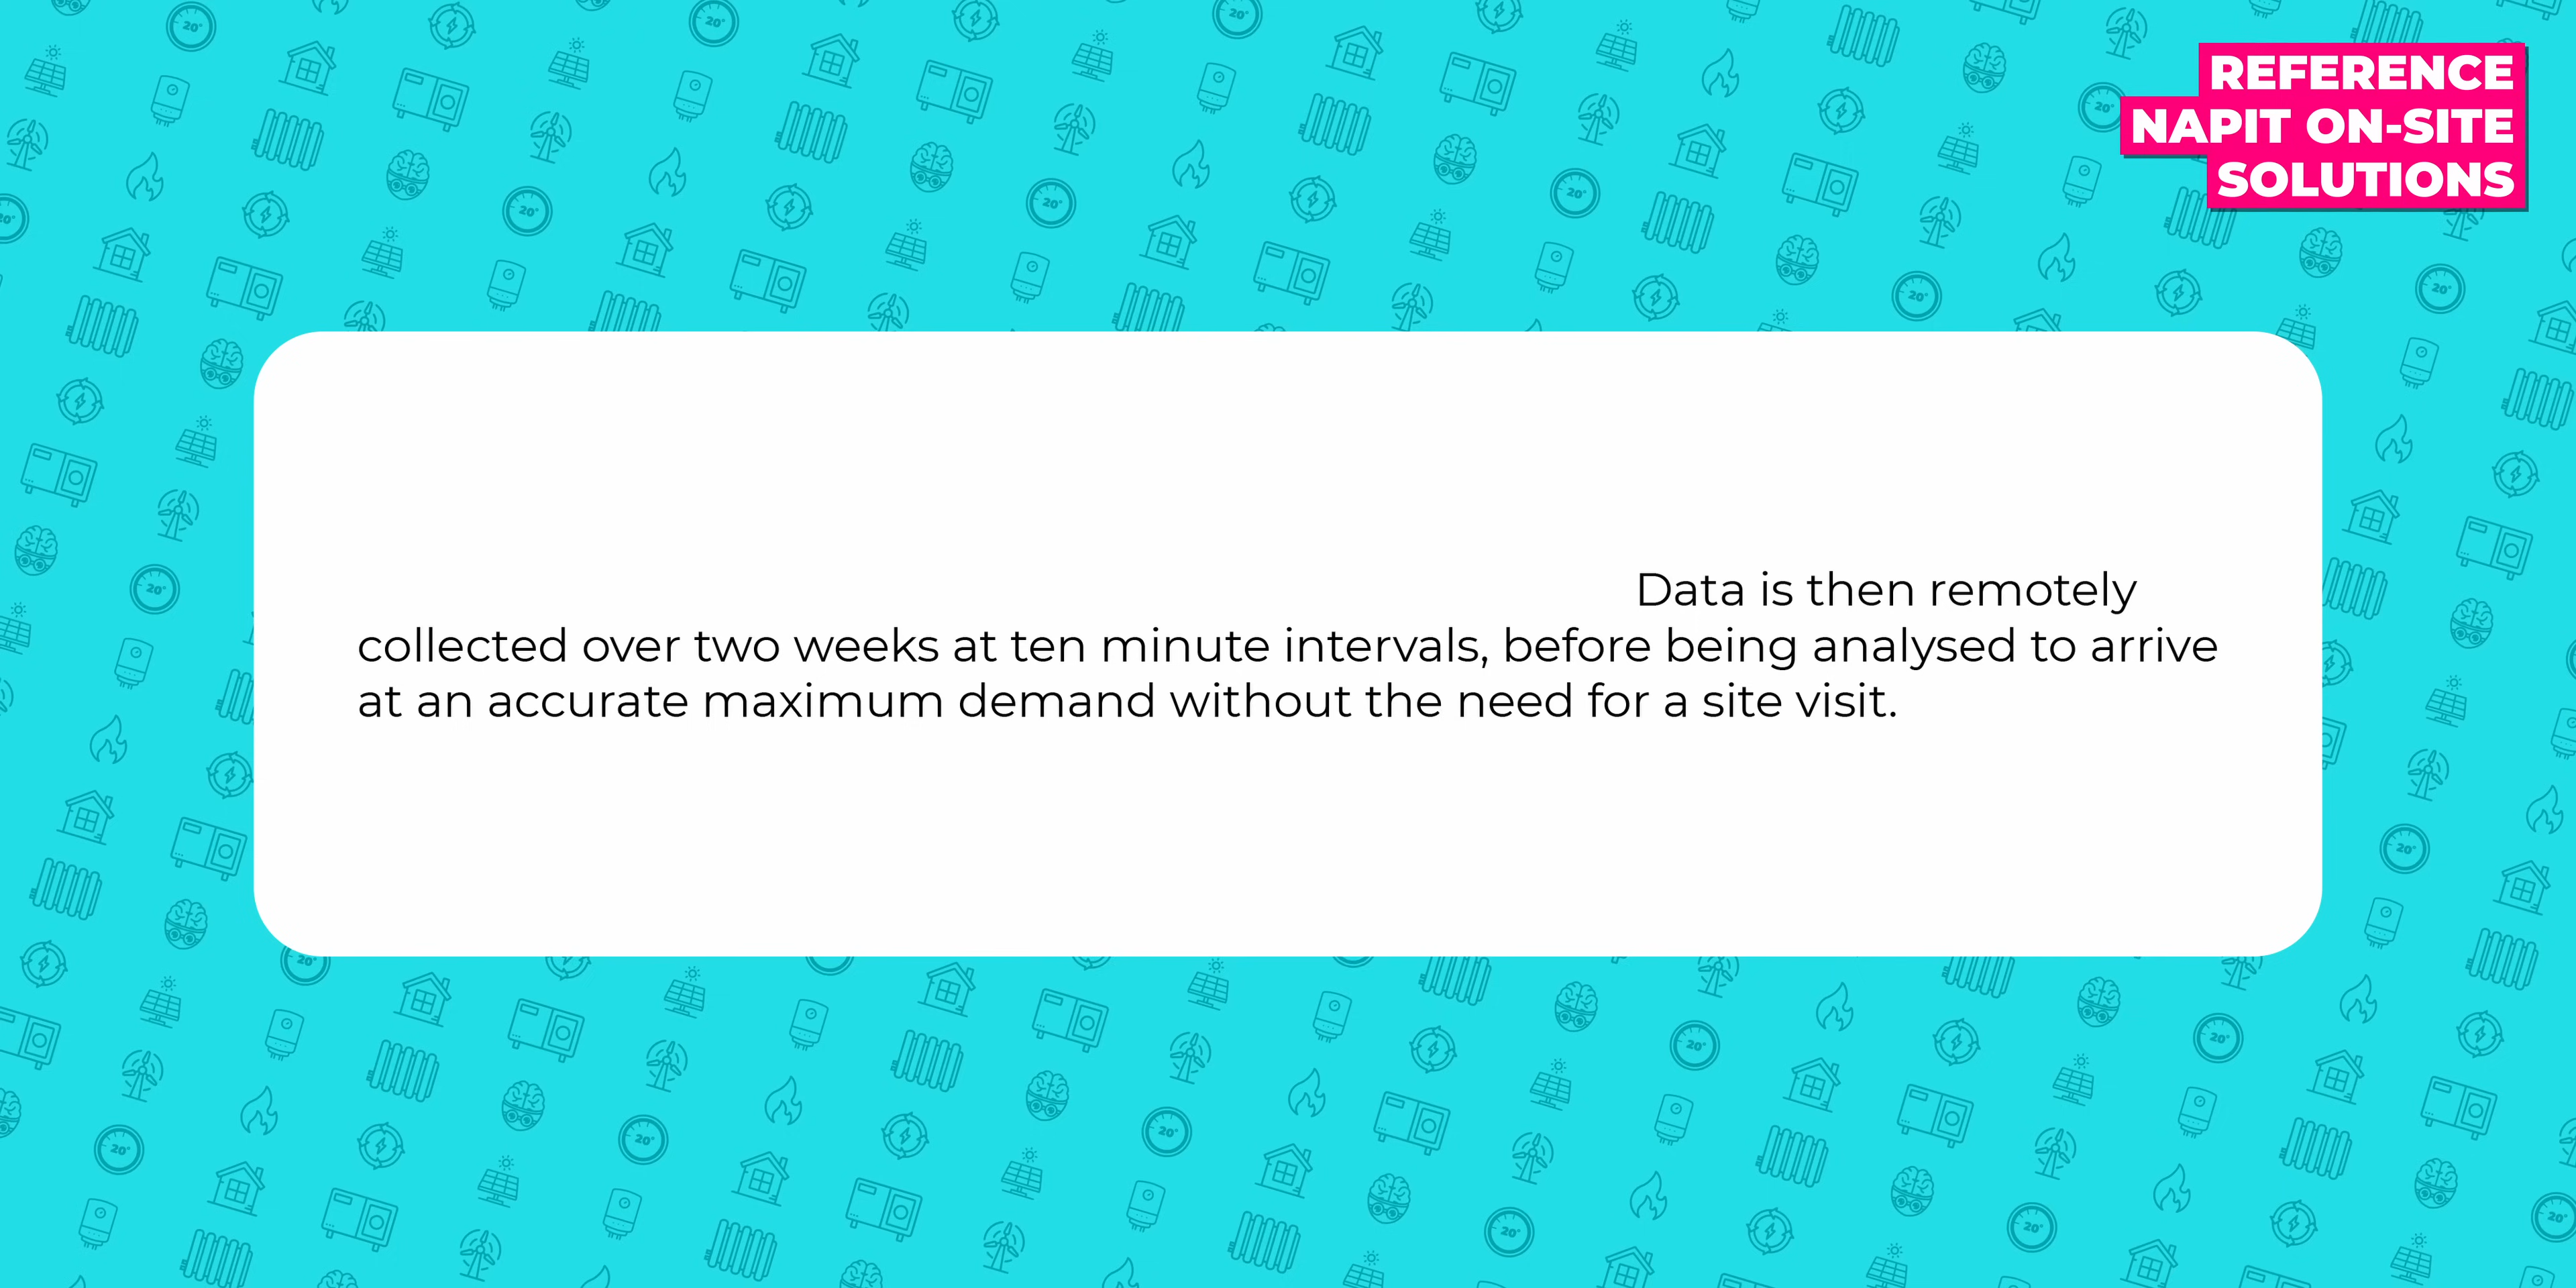 REFERENCE
NAPIT ON-SITE
SOLUTIONS
Data is then remotely
collected over two weeks at ten minute intervals, before being analysed to arrive
at an accurate maximum demand without the need for a site visit.